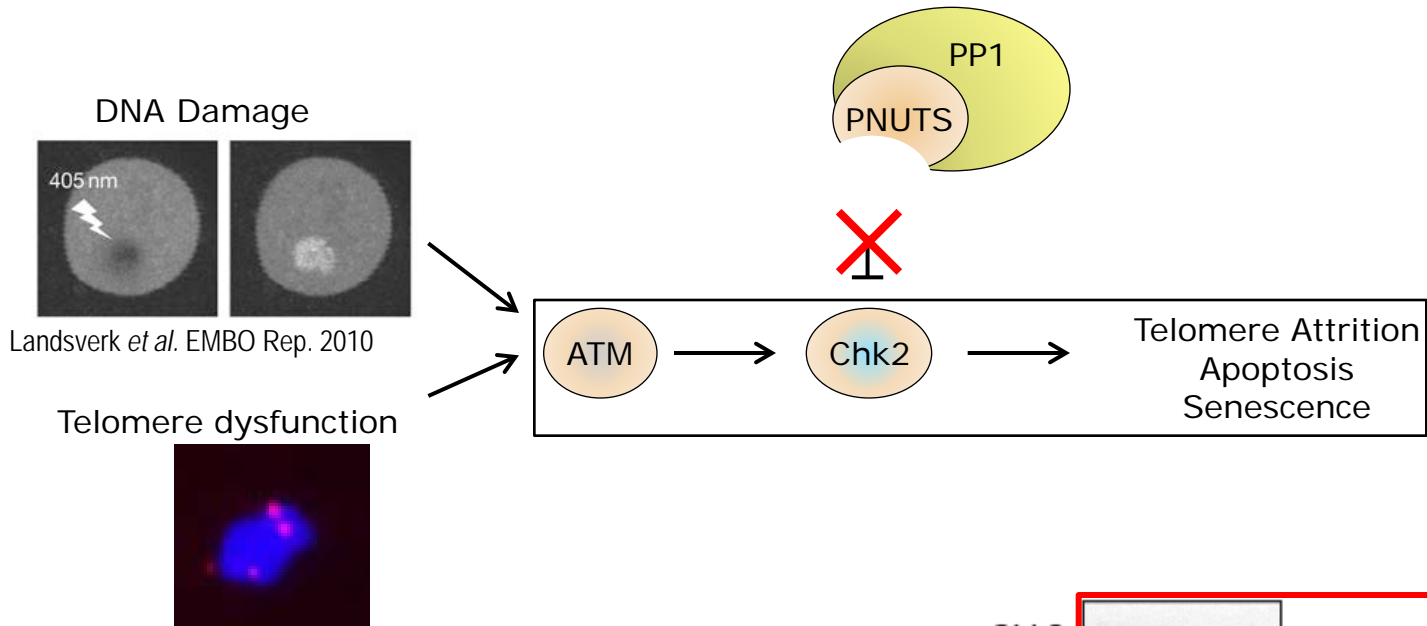 PP1
PNUTS
DNA Damage
405 nm
Landsverk et al. EMBO Rep. 2010
ATM
Chk2
Telomere Attrition
Apoptosis
Senescence
Telomere dysfunction